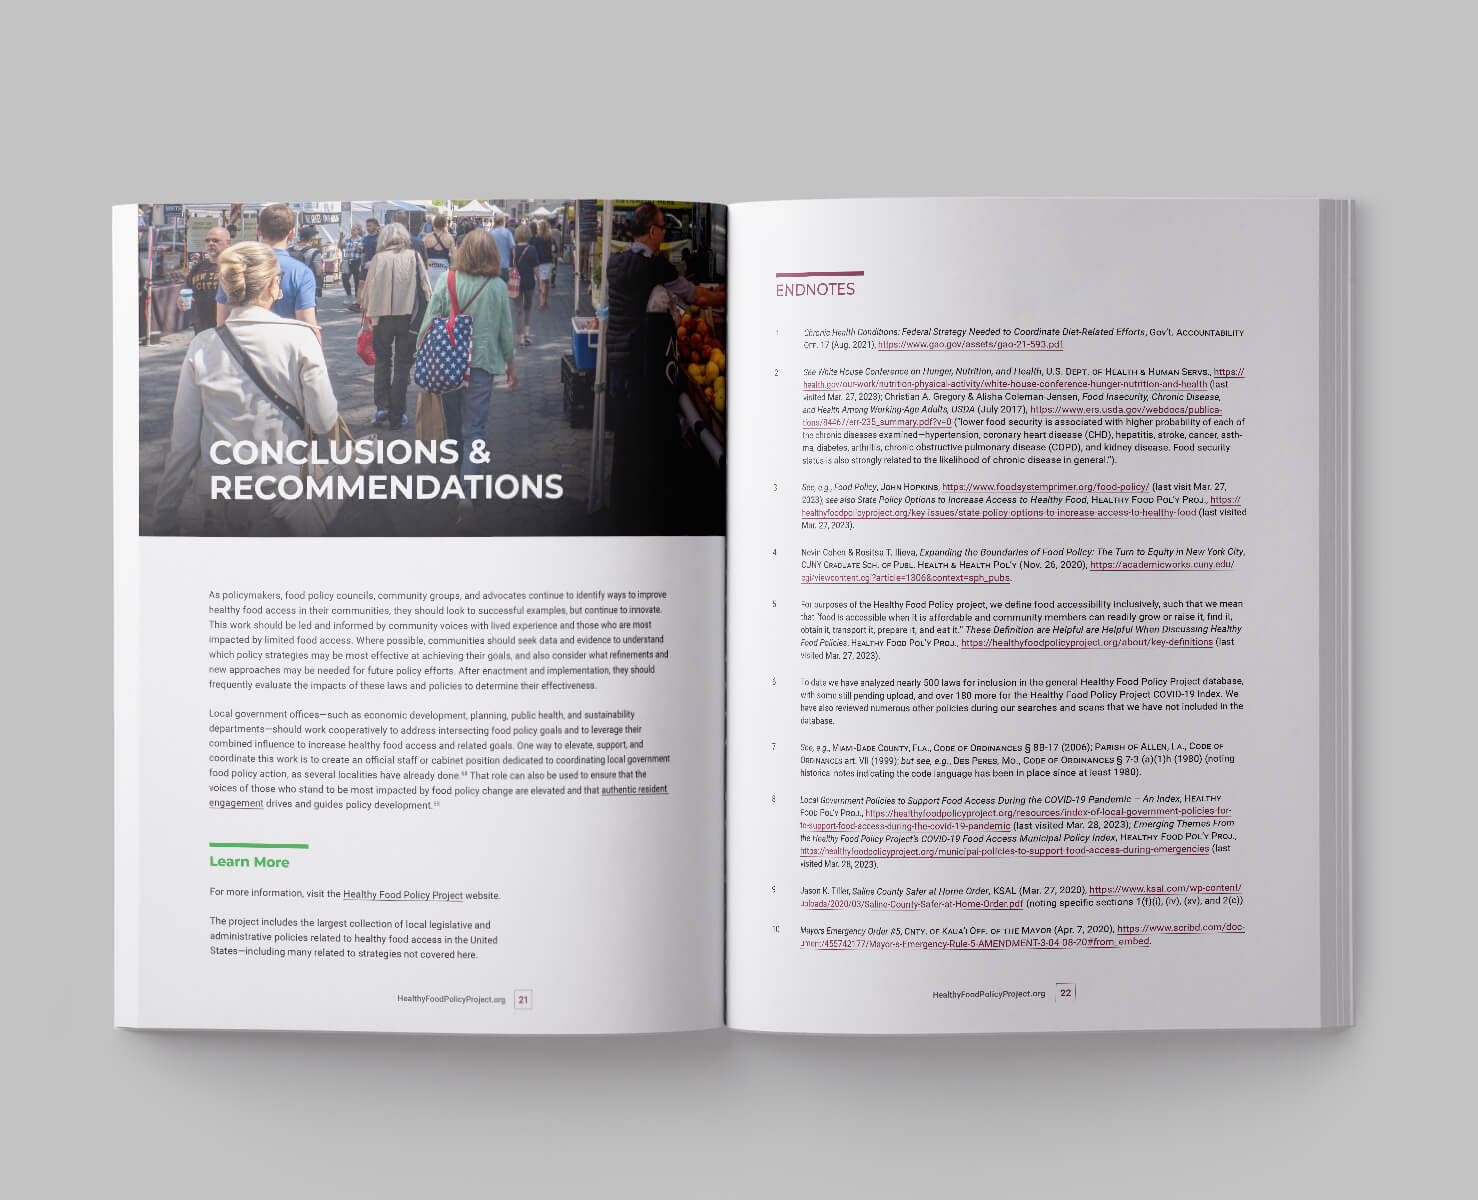 CONCLUSIONS &
RECOMMENDATIONS
As policymakers, food policy councils, community groups, and advocates continue to identify ways to improve
healthy food access in their communities, they should look to successful examples, but continue to innovate.
This work should be led and informed by community voices with lived experience and those who are most
impacted by limited food access. Where possible, communities should seek data and evidence to understand
which policy strategies may be most effective at achieving their goals, and also consider what refinements and
new approaches may be needed for future policy efforts. After enactment and implementation, they should
frequently evaluate the impacts of these laws and policies to determine their effectiveness.
Local government offices—such as economic development, planning, public health, and sustainability
departments—should work cooperatively to address intersecting food policy goals and to leverage their
combined influence to increase healthy food access and related goals. One way to elevate, support, and
coordinate this work is to create an official staff or cabinet position dedicated to coordinating local government
food policy action, as several localities have already done. That role can also be used to ensure that the
voices of those who stand to be most impacted by food policy change are elevated and that authentic resident
engagement drives and guides policy development.
Learn More
For more information, visit the Healthy Food Policy Project website.
The project includes the largest collection of local legislative and
administrative policies related to healthy food access in the United
States—including many related to strategies not covered here.
HealthyFoodPolicyProject.org 21
ENDNOTES
1 Chronic Health Conditions: Federal Strategy Needed to Coordinate Diet-Related Efforts, Gov't. Accountability
Off. 17 (Aug. 2021), https://www.gao.gov/assets/gao-21-593.pdf
2 See White House Conference on Hunger, Nutrition, and Health, U.S. Dept. of Health & Human Servs., https://
health.gov/our-work/nutrition-physical-activity/white-house-conference-hunger-nutrition-and-health (last
visited Mar. 27, 2023); Christian A. Gregory & Alisha Coleman-Jensen, Food Insecurity, Chronic Disease,
and Health Among Working-Age Adults, USDA (July 2017), https://www.ers.usda.gov/webdocs/publica-
tions/84467/err-235_summary.pdf?v=0 ("lower food security is associated with higher probability of each of
the chronic diseases examined—hypertension, coronary heart disease (CHD), hepatitis, stroke, cancer, asth-
ma, diabetes, arthritis, chronic obstructive pulmonary disease (COPD), and kidney disease. Food security
status is also strongly related to the likelihood of chronic disease in general.").
3 See, e.g., Food Policy, John Hopkins, https://www.foodsystemprimer.org/food-policy/ (last visit Mar. 27,
2023); see also State Policy Options to Increase Access to Healthy Food, Healthy Food Pol'y Proj., https://
healthyfoodpolicyproject.org/key-issues/state-policy-options-to-increase-access-to-healthy-food (last visited
Mar. 27, 2023).
4 Nevin Cohen & Rositsa T. Ilieva, Expanding the Boundaries of Food Policy: The Turn to Equity in New York City,
CUNY Graduate Sch. of Publ. Health & Health Pol'y (Nov. 26, 2020), https://academicworks.cuny.edu/
cgi/viewcontent.cgi?article=1306&context=sph_pubs.
5 For purposes of the Healthy Food Policy project, we define food accessibility inclusively, such that we mean
that "food is accessible when it is affordable and community members can readily grow or raise it, find it,
obtain it, transport it, prepare it, and eat it." These Definition are Helpful are Helpful When Discussing Healthy
Food Policies, Healthy Food Pol'y Proj., https://healthyfoodpolicyproject.org/about/key-definitions (last
visited Mar. 27, 2023).
6 To date we have analyzed nearly 500 laws for inclusion in the general Healthy Food Policy Project database,
with some still pending upload, and over 180 more for the Healthy Food Policy Project COVID-19 Index. We
have also reviewed numerous other policies during our searches and scans that we have not included in the
database.
7 See, e.g., Miami-Dade County, Fla., Code of Ordinances § 8B-17 (2006); Parish of Allen, La., Code of
Ordinances art. VII (1999); but see, e.g., Des Peres, Mo., Code of Ordinances § 7-3 (a)(1)h (1980) (noting
historical notes indicating the code language has been in place since at least 1980).
8 Local Government Policies to Support Food Access During the COVID-19 Pandemic – An Index, Healthy
Food Pol'y Proj., https://healthyfoodpolicyproject.org/resources/index-of-local-government-policies-for-
to-support-food-access-during-the-covid-19-pandemic (last visited Mar. 28, 2023); Emerging Themes From
the Healthy Food Policy Project's COVID-19 Food Access Municipal Policy Index, Healthy Food Pol'y Proj.,
https://healthyfoodpolicyproject.org/municipal-policies-to-support-food-access-during-emergencies (last
visited Mar. 28, 2023).
9 Jason K. Tiller, Saline County Safer at Home Order, KSAL (Mar. 27, 2020), https://www.ksal.com/wp-content/
uploads/2020/03/Saline-County-Safer-at-Home-Order.pdf (noting specific sections 1(f)(i), (iv), (xv), and 2(c))
10 Mayors Emergency Order #5, Cnty. of Kaua'i Off. of the Mayor (Apr. 7, 2020), https://www.scribd.com/doc-
ument/455742177/Mayor-s-Emergency-Rule-5-AMENDMENT-3-04-08-20#from_embed.
HealthyFoodPolicyProject.org 22